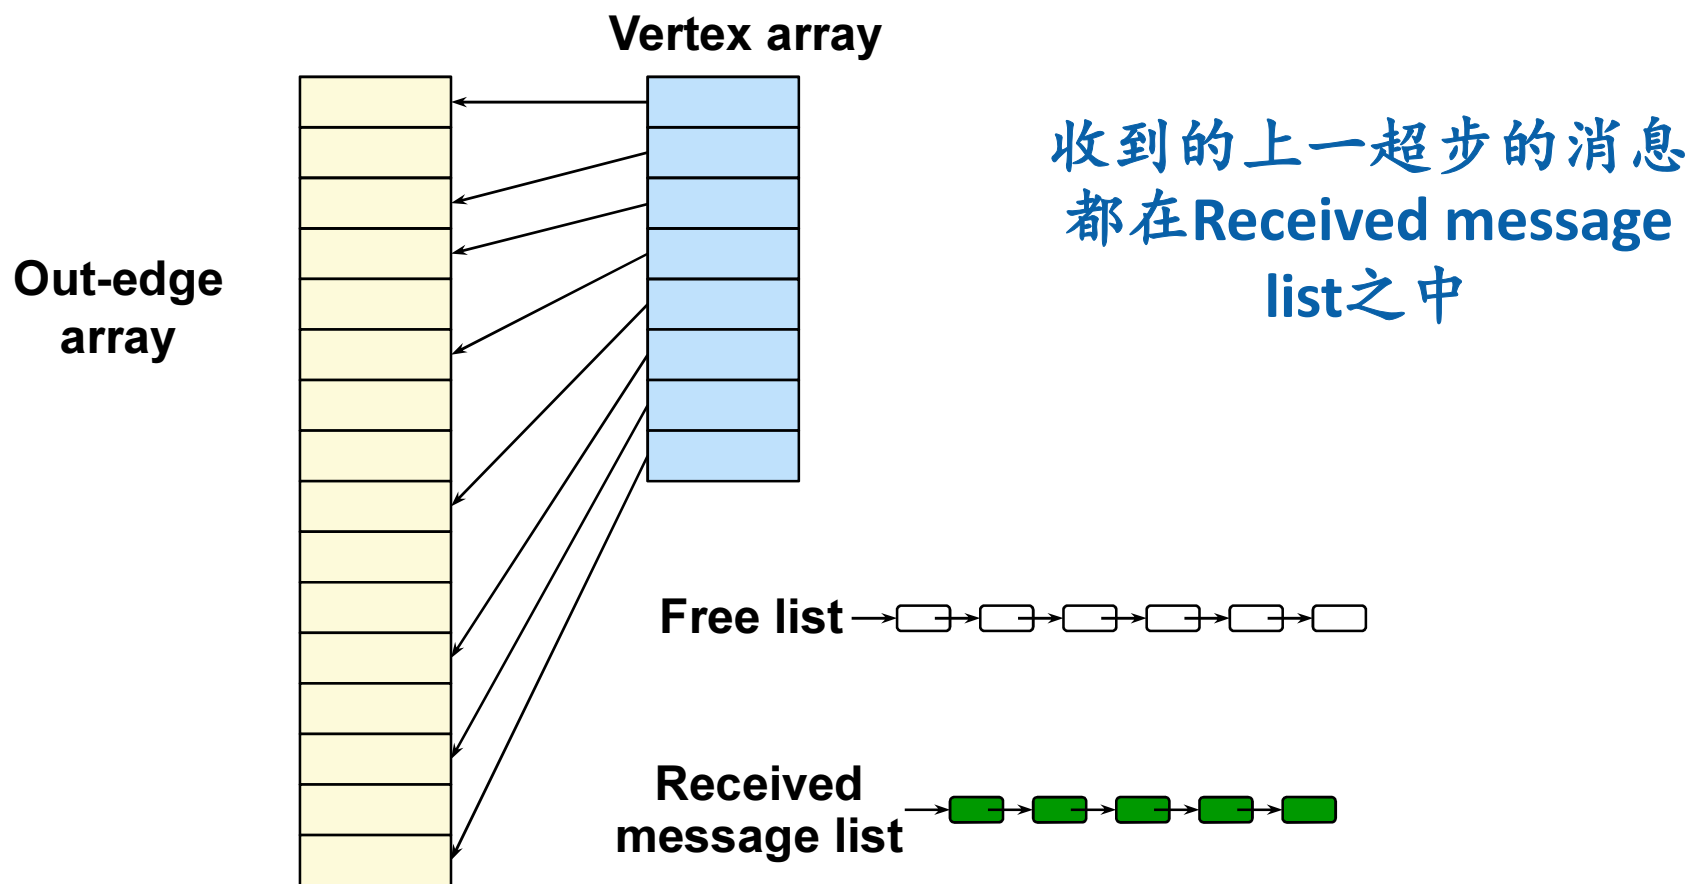 Vertex array
收到的上一超步的消息
都在Received message
list之中
Out-edge
array
Free list
Received
message list